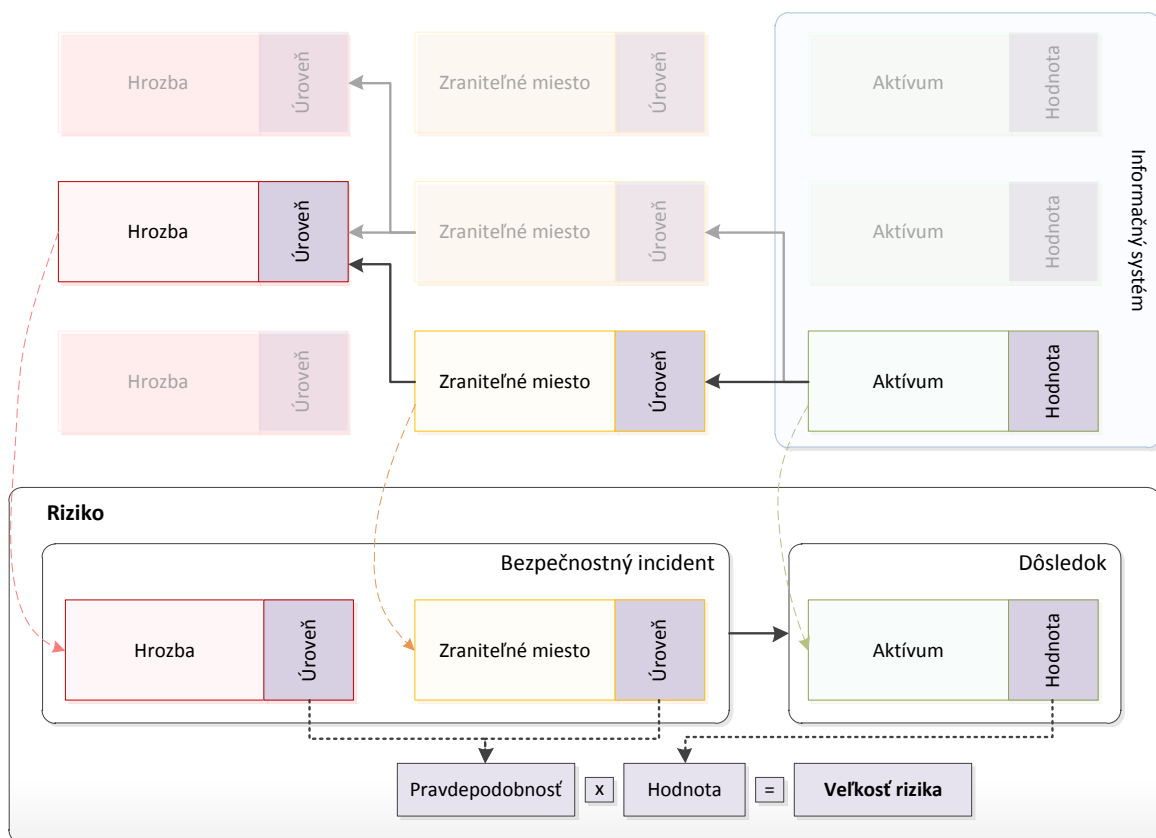 Hrozba
Úroveň
Zraniteľné miesto
Úroveň
Aktívum
Hodnota
Informačný systém
Hrozba
Úroveň
Zraniteľné miesto
Úroveň
Aktívum
Hodnota
Hrozba
Úroveň
Zraniteľné miesto
Úroveň
Aktívum
Hodnota
Riziko
Bezpečnostný incident
Dôsledok
Hrozba
Úroveň
Zraniteľné miesto
Úroveň
Aktívum
Hodnota
Pravdepodobnosť x Hodnota = Veľkosť rizika